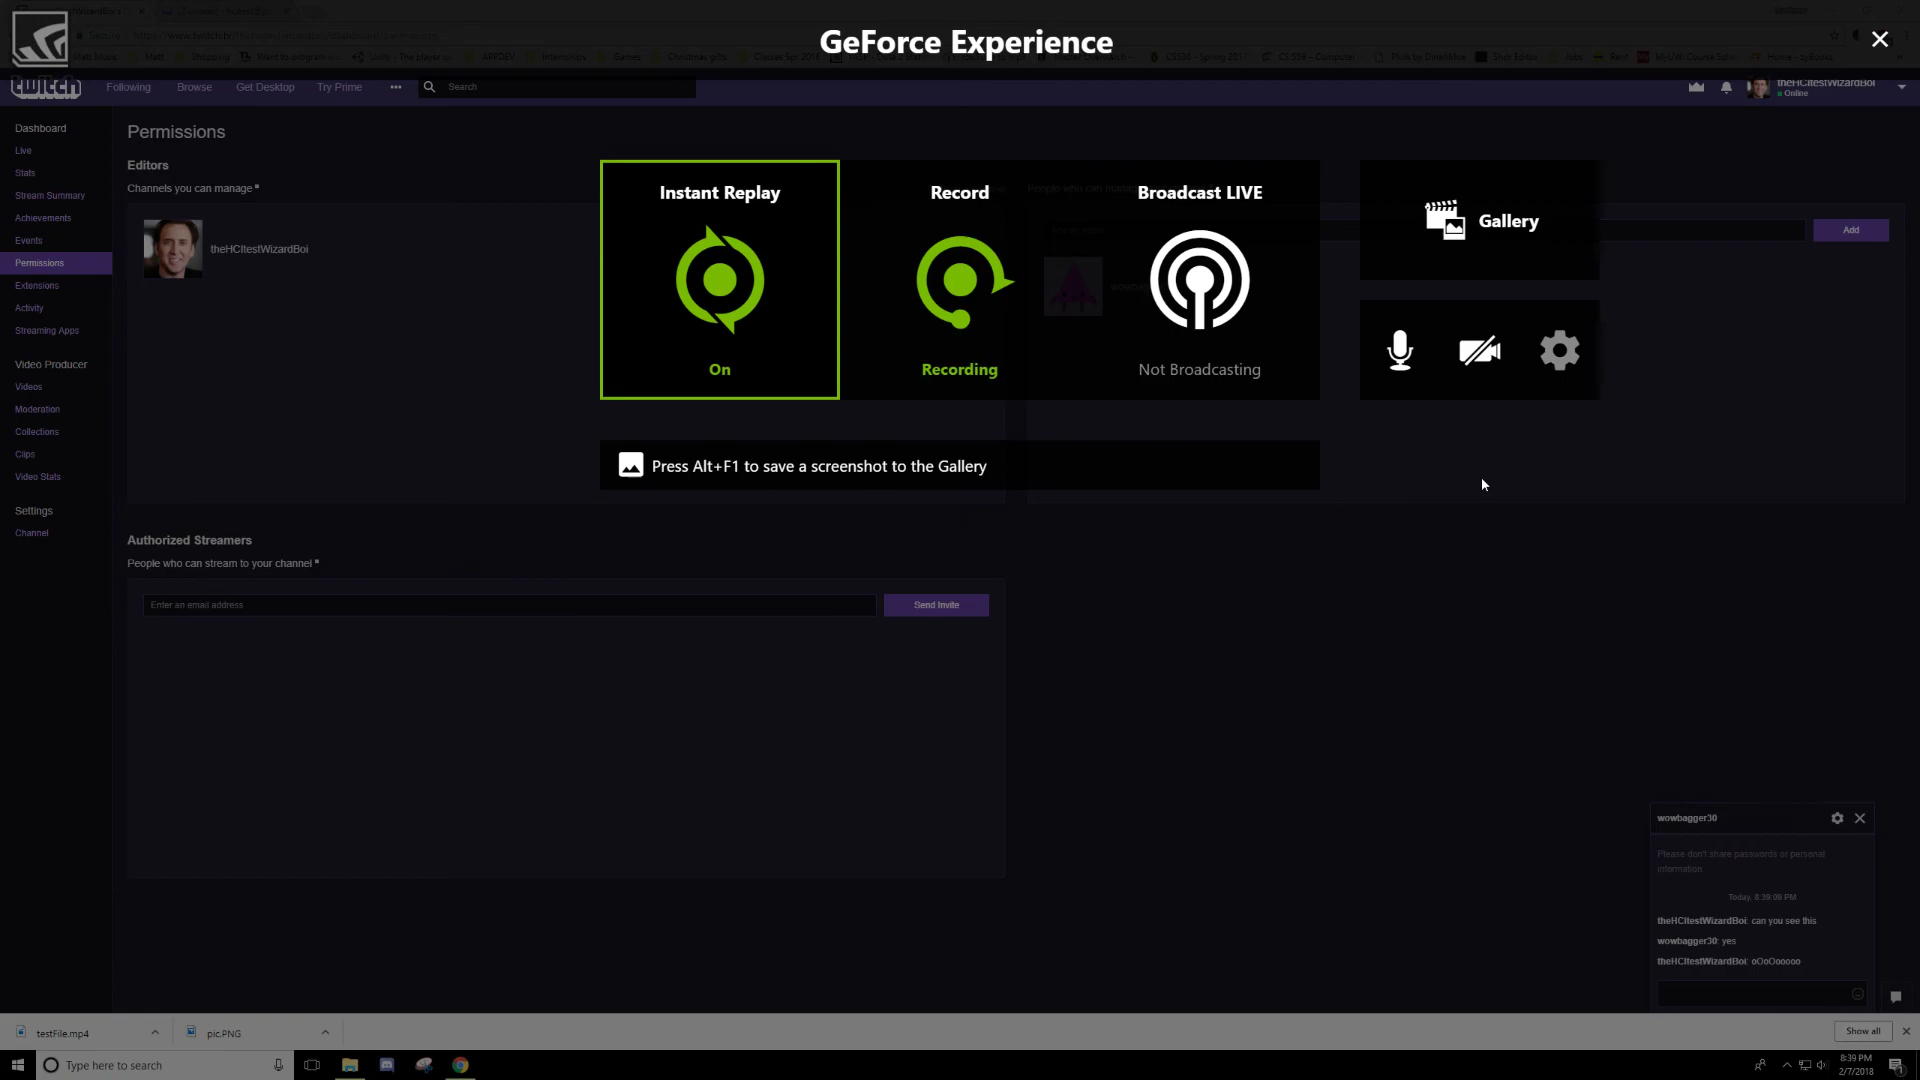 GeForce Experience
twitch
Following
Browse
Get Desktop
Try Prime
Search
theHCItestWizardBoi
Online
Dashboard
Live
Stats
Stream Summary
Achievements
Events
Permissions
Extensions
Activity
Streaming Apps
Video Producer
Videos
Moderation
Collections
Clips
Video Stats
Settings
Channel
Permissions
Editors
Channels you can manage
theHCItestWizardBoi
Instant Replay
On
Record
Recording
Broadcast LIVE
Not Broadcasting
Gallery
Add
Press Alt+F1 to save a screenshot to the Gallery
Authorized Streamers
People who can stream to your channel
Enter an email address
Send Invite
wowbagger30
Please don't share passwords or personal
information
Today, 8:39:09 PM
theHCItestWizardBoi: can you see this
wowbagger30: yes
theHCItestWizardBoi: oOoOooooo
testFile.mp4
pic.PNG
Show all
Type here to search
8:39 PM
2/7/2018